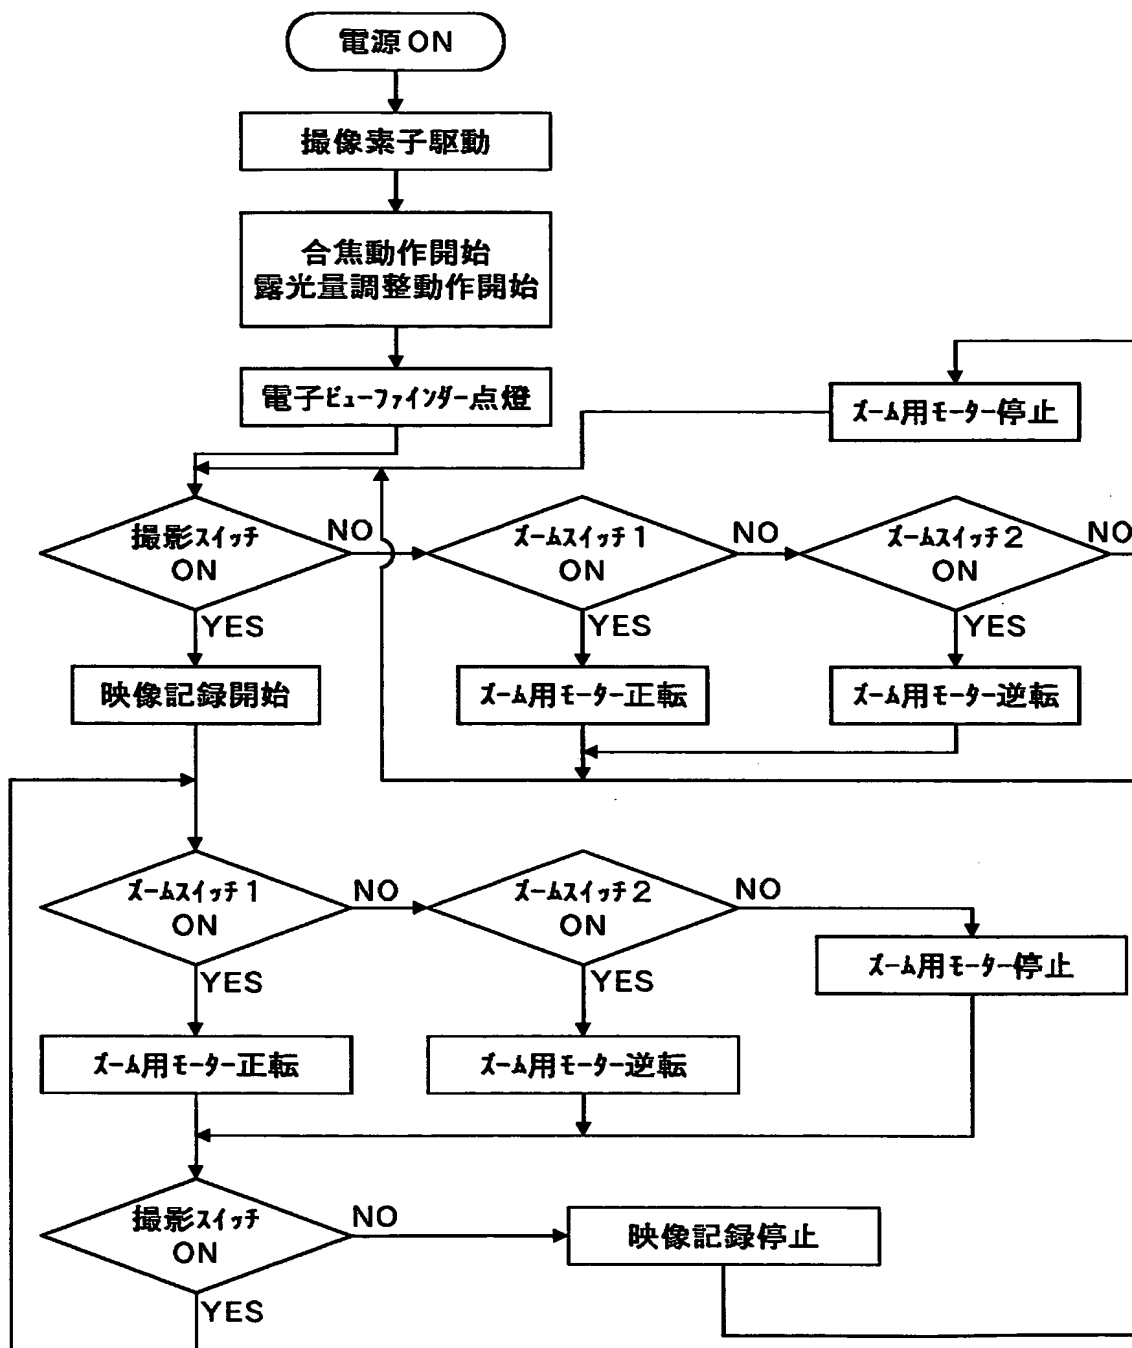 電源ON
撮像素子駆動
合焦動作開始
露光量調整動作開始
電子ビューファインダー点燈
ズーム用モーター停止
撮影スイッチ
ON
NO
ズームスイッチ1
ON
NO
ズームスイッチ2
ON
NO
YES
YES
YES
映像記録開始
ズーム用モーター正転
ズーム用モーター逆転
ズームスイッチ1
ON
NO
ズームスイッチ2
ON
NO
ズーム用モーター停止
YES
YES
ズーム用モーター正転
ズーム用モーター逆転
撮影スイッチ
ON
NO
映像記録停止
YES